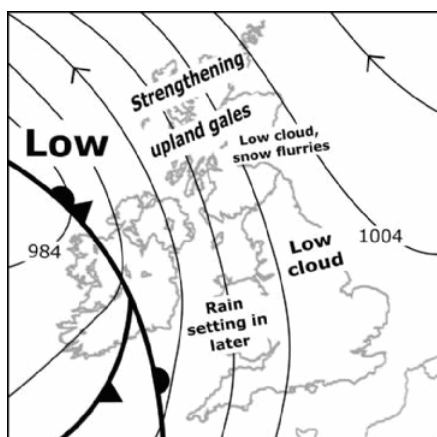 Strengthening
upland gales
Low
Low cloud,
snow flurries
984
Low
cloud
1004
Rain
setting in
later